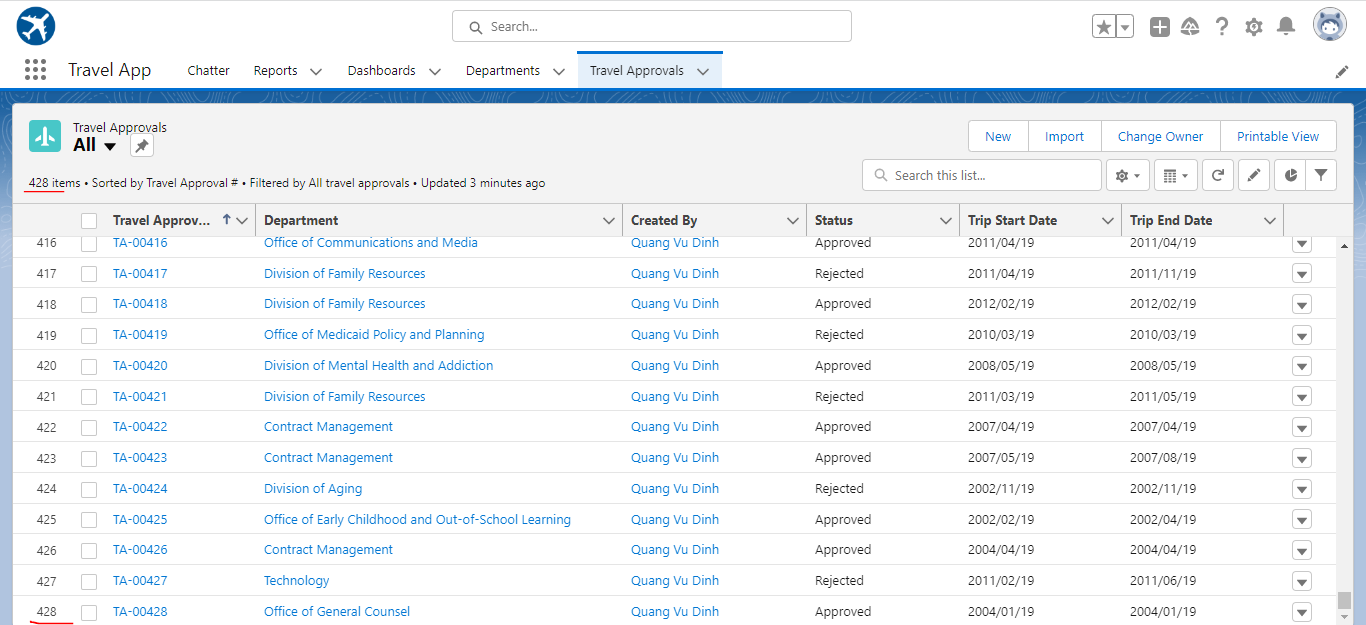 Search...
Travel App Chatter Reports Dashboards Departments Travel Approvals
Travel Approvals
All
New Import Change Owner Printable View
428 items • Sorted by Travel Approval # • Filtered by All travel approvals • Updated 3 minutes ago
Search this list...
Travel Approv... Department Created By Status Trip Start Date Trip End Date
416 TA-00416 Office of Communications and Media Quang Vu Dinh Approved 2011/04/19 2011/04/19
417 TA-00417 Division of Family Resources Quang Vu Dinh Rejected 2011/04/19 2011/11/19
418 TA-00418 Division of Family Resources Quang Vu Dinh Approved 2012/02/19 2012/02/19
419 TA-00419 Office of Medicaid Policy and Planning Quang Vu Dinh Rejected 2010/03/19 2010/03/19
420 TA-00420 Division of Mental Health and Addiction Quang Vu Dinh Approved 2008/05/19 2008/05/19
421 TA-00421 Division of Family Resources Quang Vu Dinh Rejected 2011/03/19 2011/05/19
422 TA-00422 Contract Management Quang Vu Dinh Approved 2007/04/19 2007/04/19
423 TA-00423 Contract Management Quang Vu Dinh Approved 2007/05/19 2007/08/19
424 TA-00424 Division of Aging Quang Vu Dinh Rejected 2002/11/19 2002/11/19
425 TA-00425 Office of Early Childhood and Out-of-School Learning Quang Vu Dinh Approved 2002/02/19 2002/04/19
426 TA-00426 Contract Management Quang Vu Dinh Approved 2004/04/19 2004/04/19
427 TA-00427 Technology Quang Vu Dinh Rejected 2011/02/19 2011/06/19
428 TA-00428 Office of General Counsel Quang Vu Dinh Approved 2004/01/19 2004/01/19